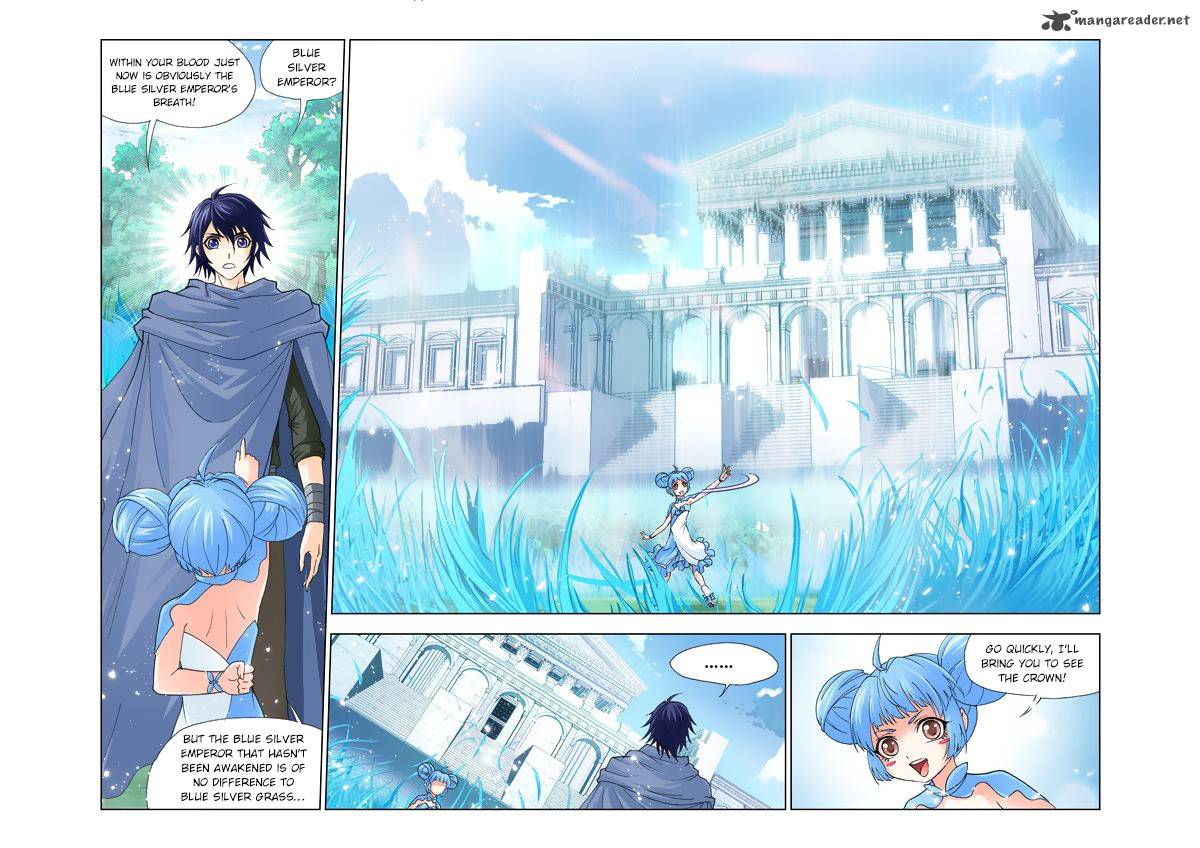 mangareader.net
WITHIN YOUR BLOOD JUST
NOW IS OBVIOUSLY THE
BLUE SILVER EMPEROR'S
BREATH!
BLUE
SILVER
EMPEROR?
BUT THE BLUE SILVER
EMPEROR THAT HASN'T
BEEN AWAKENED IS OF
NO DIFFERENCE TO
BLUE SILVER GRASS...
......
GO QUICKLY, I'LL
BRING YOU TO SEE
THE CROWN!